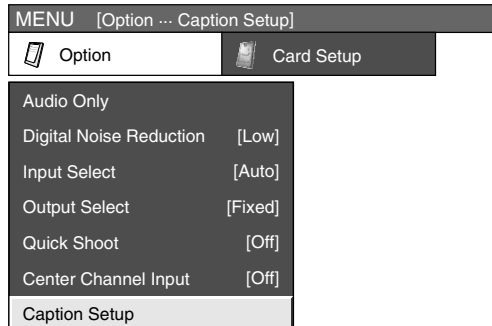 MENU [Option ··· Caption Setup]
Option Card Setup
Audio Only
Digital Noise Reduction [Low]
Input Select [Auto]
Output Select [Fixed]
Quick Shoot [Off]
Center Channel Input [Off]
Caption Setup